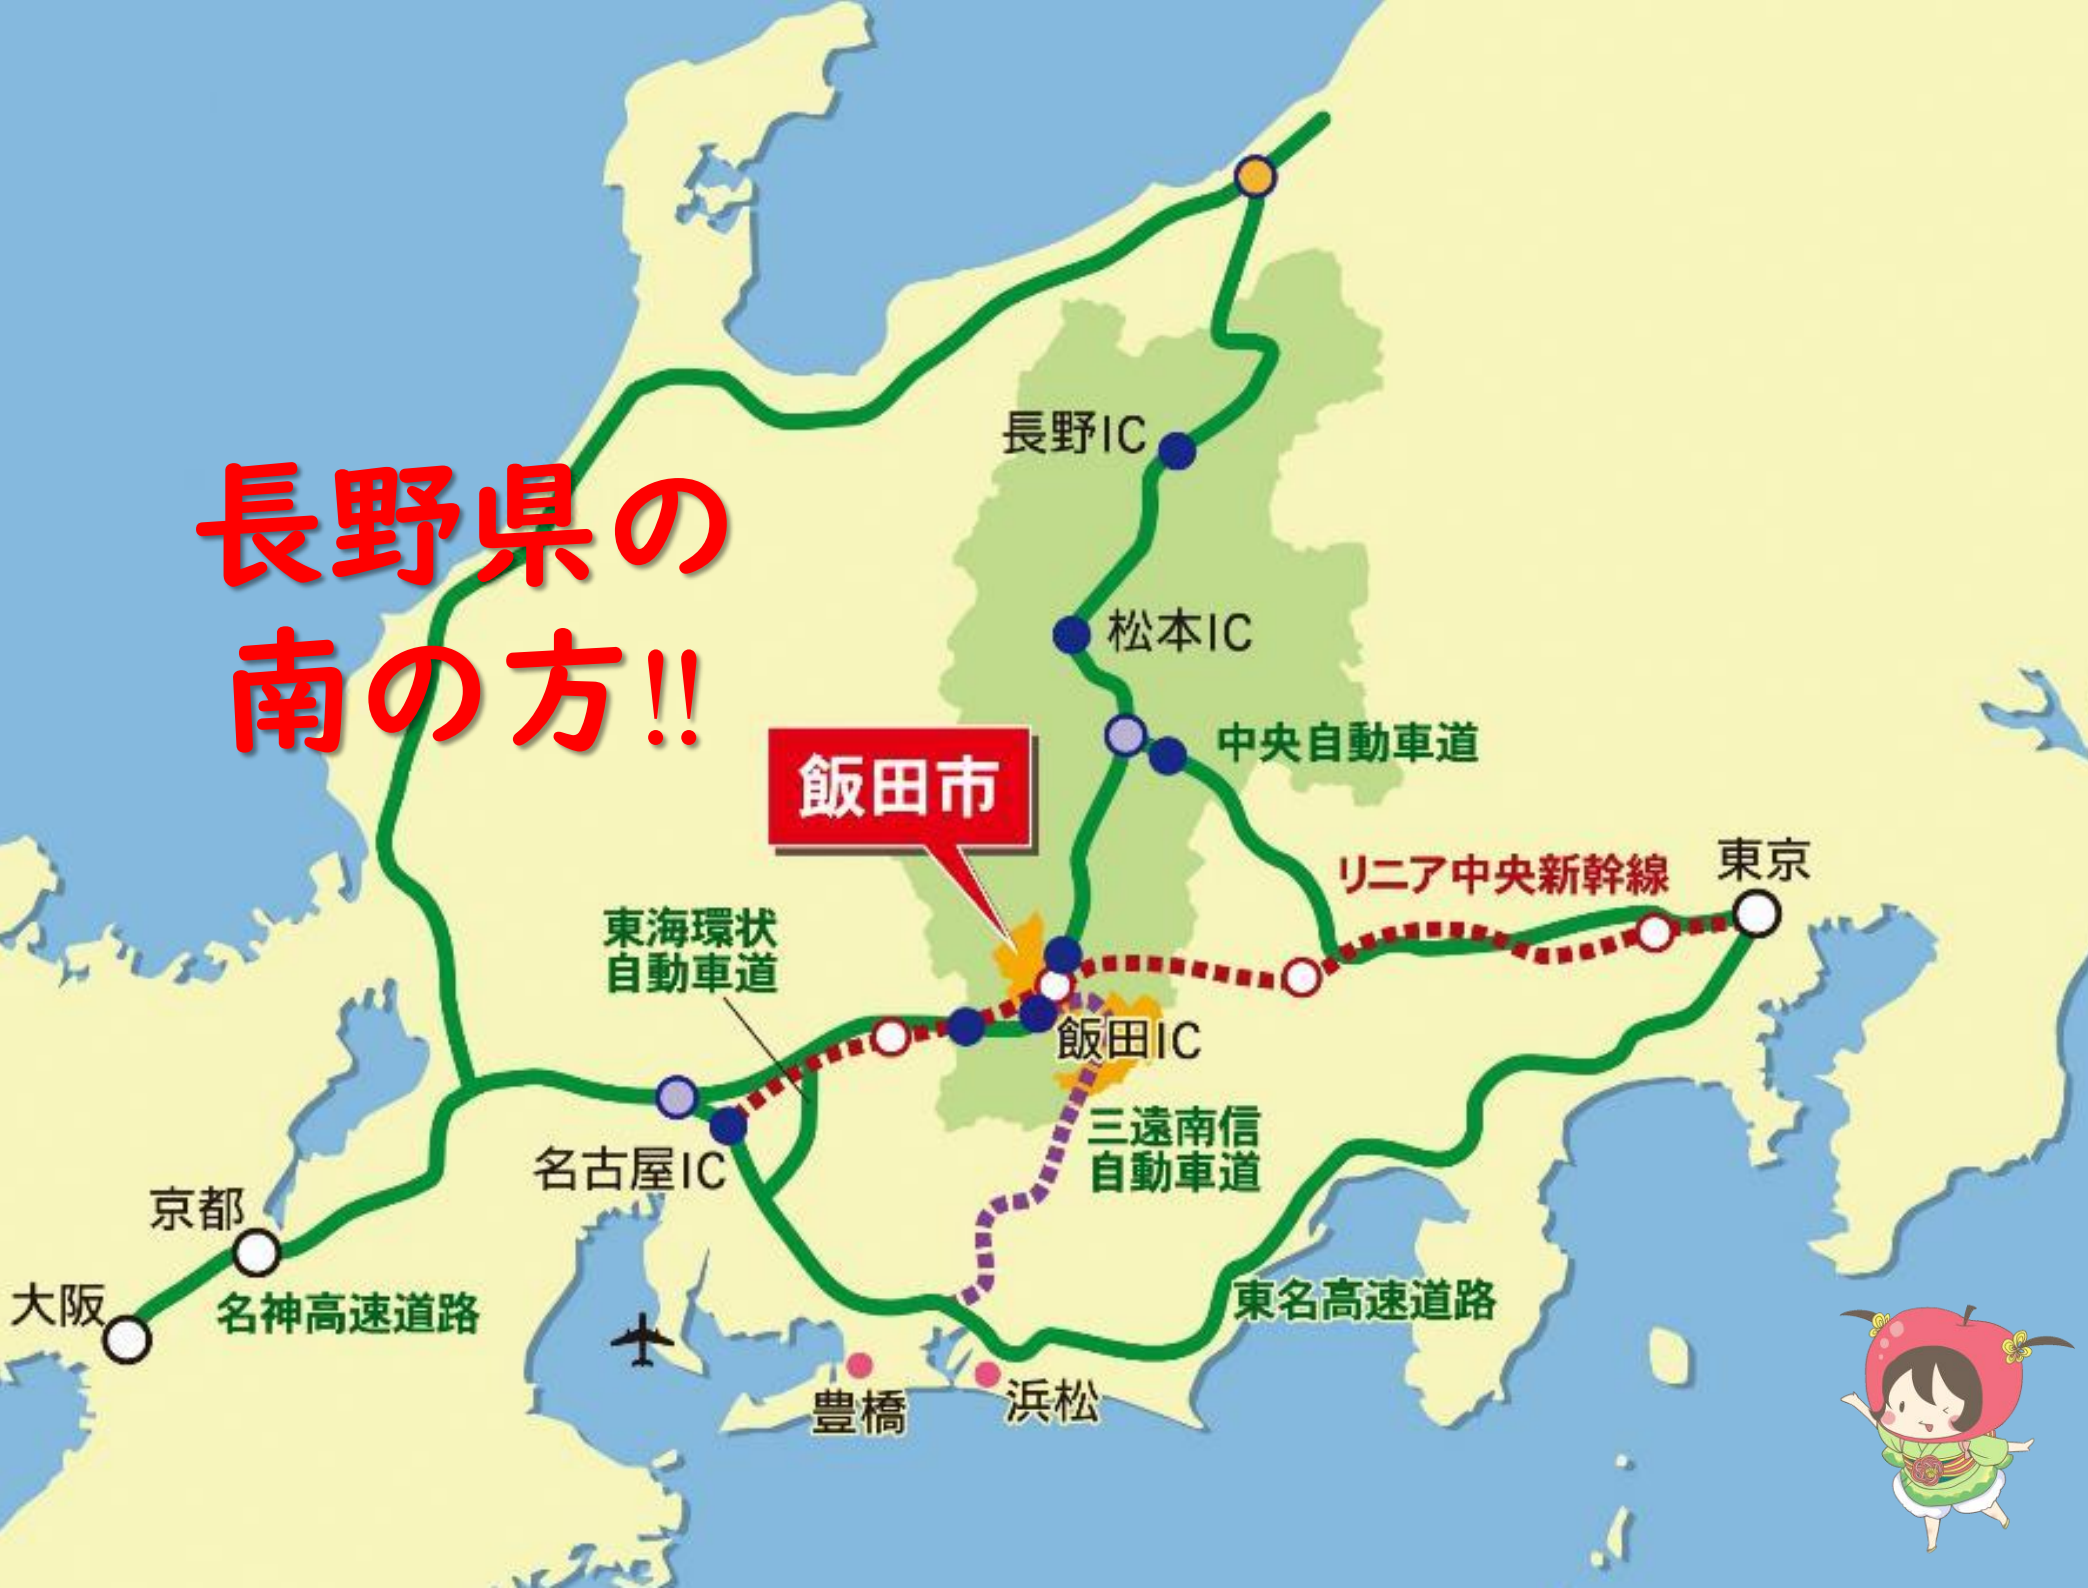 長野県の
南の方!!
長野IC
松本IC
中央自動車道
飯田市
リニア中央新幹線
東京
東海環状
自動車道
飯田IC
三遠南信
自動車道
名古屋IC
京都
大阪
名神高速道路
東名高速道路
豊橋
浜松